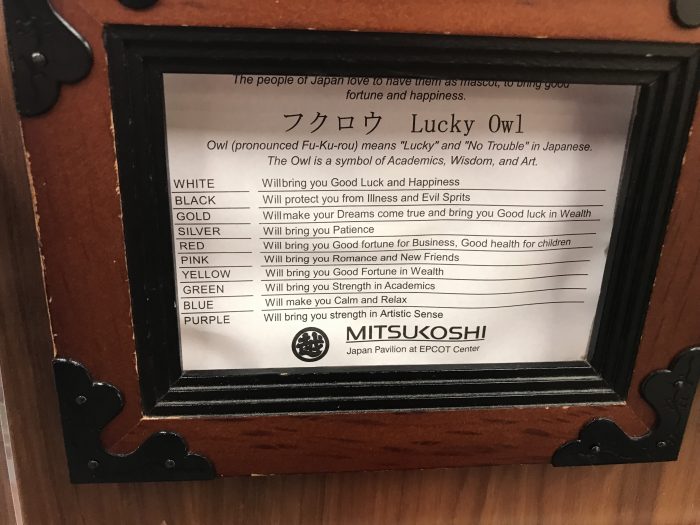 The people of Japan love to have them as mascot, to bring good
fortune and happiness.
フクロウ Lucky Owl
Owl (pronounced Fu-Ku-rou) means "Lucky" and "No Trouble" in Japanese.
The Owl is a symbol of Academics, Wisdom, and Art.
WHITE Willbring you Good Luck and Happiness
BLACK Will protect you from Illness and Evil Sprits
GOLD Willmake your Dreams come true and bring you Good luck in Wealth
SILVER Will bring you Patience
RED Will bring you Good fortune for Business, Good health for children
PINK Will bring you Romance and New Friends
YELLOW Will bring you Good Fortune in Wealth
GREEN Will bring you Strength in Academics
BLUE Will make you Calm and Relax
PURPLE Will bring you strength in Artistic Sense
越 MITSUKOSHI
Japan Pavilion at EPCOT Center